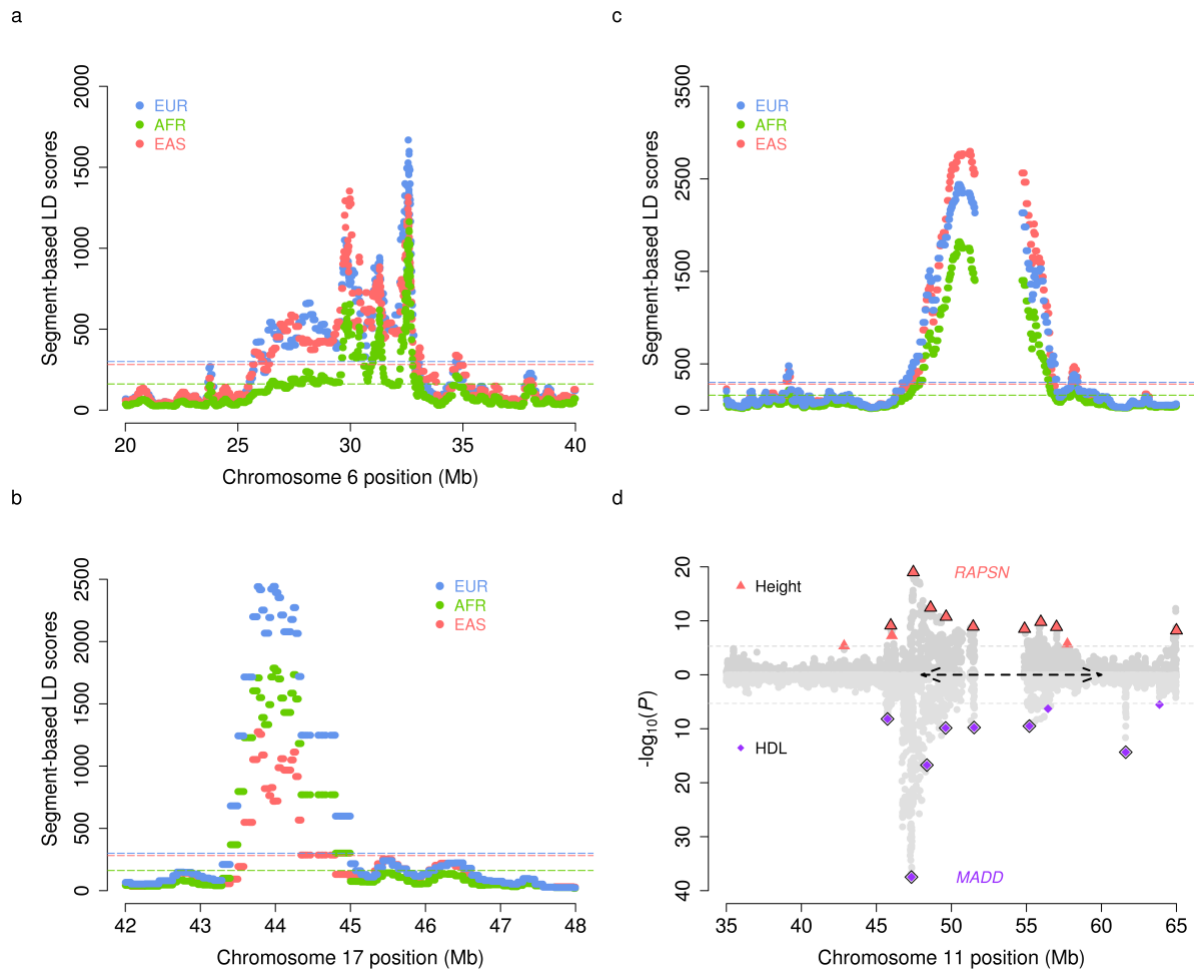 a
Segment-based LD scores
2000
1500
1000
500
0
EUR
AFR
EAS
20 25 30 35 40
Chromosome 6 position (Mb)
b
Segment-based LD scores
2500
2000
1500
1000
500
0
EUR
AFR
EAS
42 43 44 45 46 47 48
Chromosome 17 position (Mb)
c
Segment-based LD scores
3500
2500
1500
500
0
EUR
AFR
EAS
d
-log10(P)
20
10
0
10
20
30
40
Height
RAPSN
HDL
MADD
35 40 45 50 55 60 65
Chromosome 11 position (Mb)